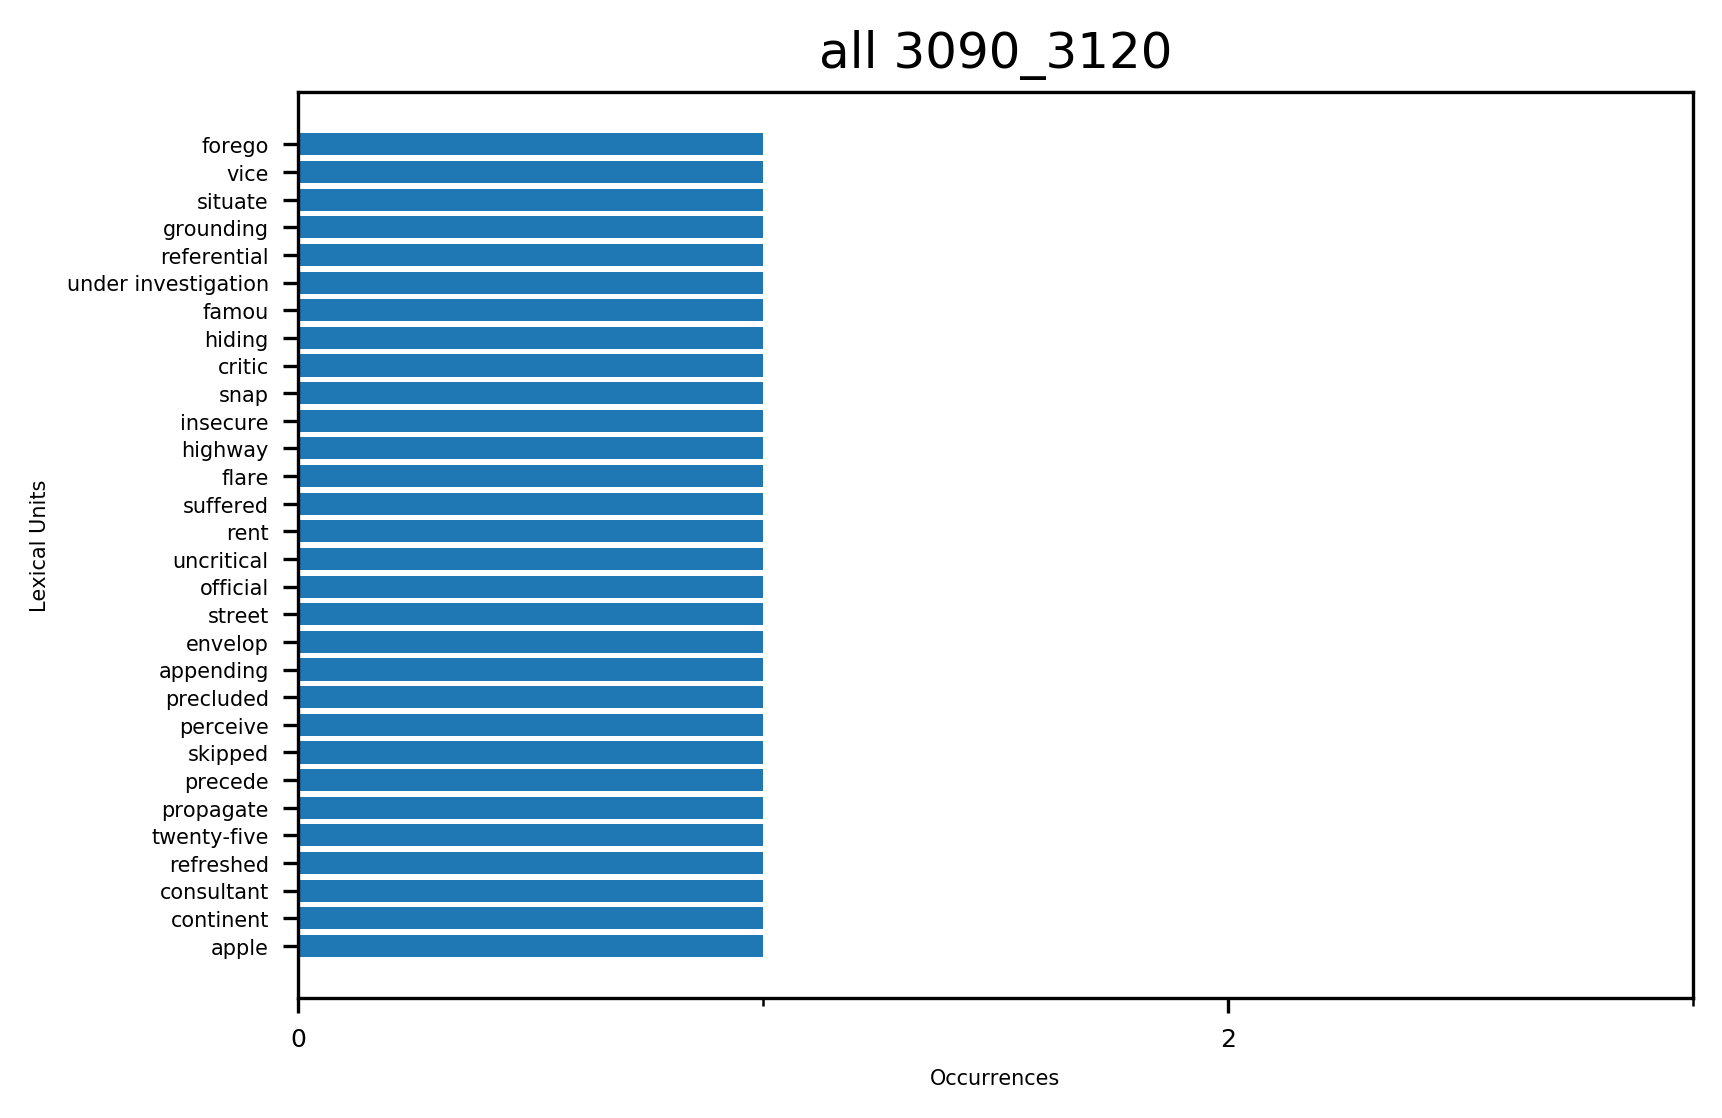 all 3090_3120
forego
vice
situate
grounding
referential
under investigation
famou
hiding
critic
snap
insecure
highway
flare
suffered
rent
uncritical
official
street
envelop
appending
precluded
perceive
skipped
precede
propagate
twenty-five
refreshed
consultant
continent
apple
Lexical Units
0
2
Occurrences